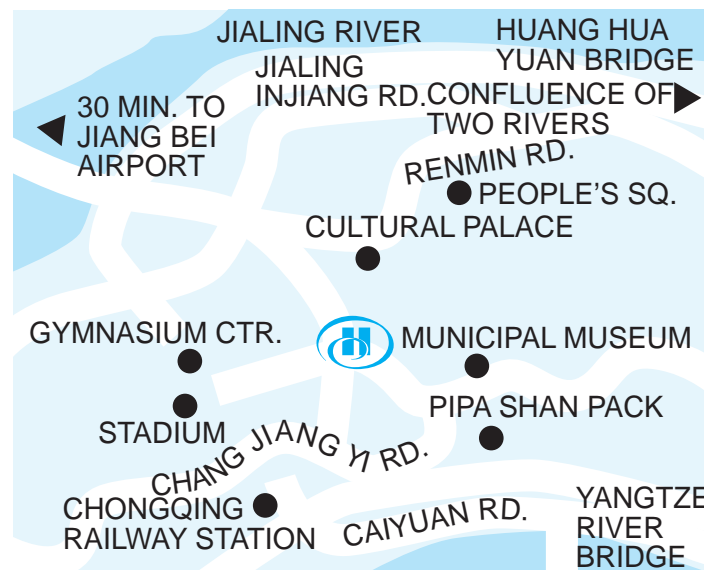 JIALING RIVER
HUANG HUA
YUAN BRIDGE
JIALING
INJIANG RD.
CONFLUENCE OF
TWO RIVERS
30 MIN. TO
JIANG BEI
AIRPORT
RENMIN RD.
PEOPLE'S SQ.
CULTURAL PALACE
GYMNASIUM CTR.
H
MUNICIPAL MUSEUM
STADIUM
PIPA SHAN PACK
CHANG JIANG YI RD.
CHONGQING
RAILWAY STATION
CAIYUAN RD.
YANGTZE
RIVER
BRIDGE